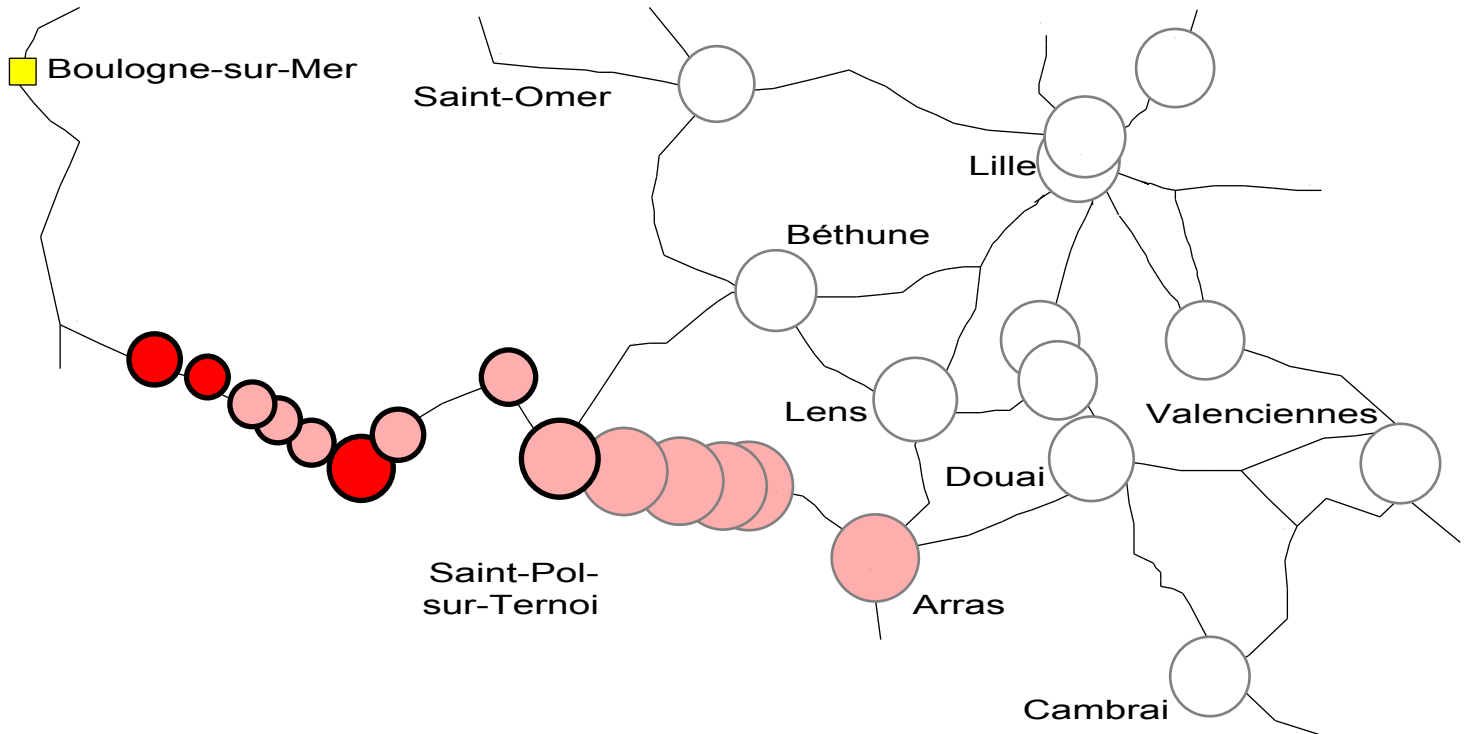 Boulogne-sur-Mer
Saint-Omer
Lille
Béthune
Lens
Valenciennes
Douai
Saint-Pol-
sur-Ternoi
Arras
Cambrai